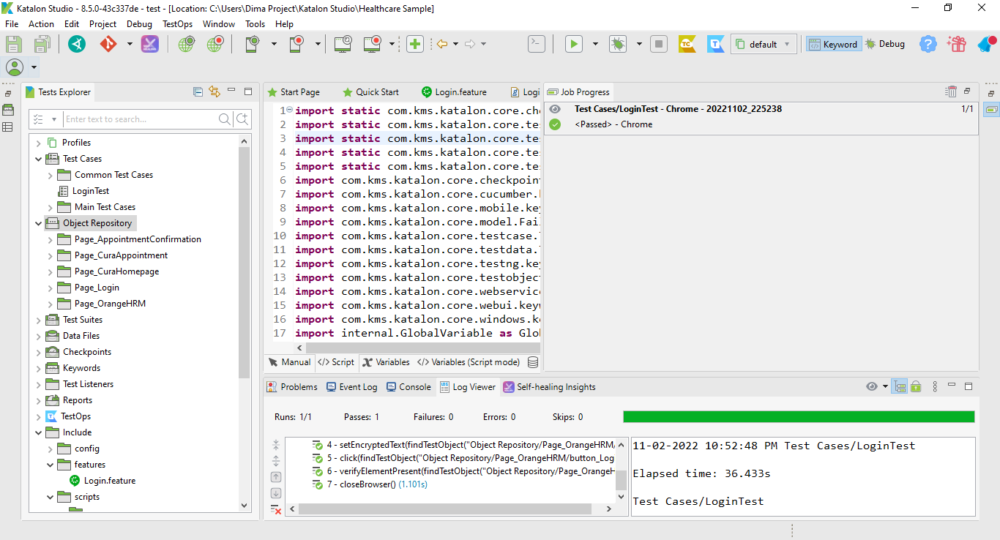 Katalon Studio - 8.5.0-43c337de - test - [Location: C:\Users\Dima Project\Katalon Studio\Healthcare Sample]
File Action Edit Project Debug TestOps Window Tools Help
TC T default Keyword Debug
Tests Explorer
Enter text to search...
Profiles
Test Cases
Common Test Cases
LoginTest
Main Test Cases
Object Repository
Page_AppointmentConfirmation
Page_CuraAppointment
Page_CuraHomepage
Page_Login
Page_OrangeHRM
Test Suites
Data Files
Checkpoints
Keywords
Test Listeners
Reports
TestOps
Include
config
features
Login.feature
scripts
Start Page Quick Start Login.feature Logi
1 import static com.kms.katalon.core.che
2 import static com.kms.katalon.core.te
3 import static com.kms.katalon.core.te
4 import static com.kms.katalon.core.te
5 import static com.kms.katalon.core.te
6 import com.kms.katalon.core.checkpoin
7 import com.kms.katalon.core.cucumber.
8 import com.kms.katalon.core.mobile.ke
9 import com.kms.katalon.core.model.Fai
10 import com.kms.katalon.core.testcase.
11 import com.kms.katalon.core.testdata.
12 import com.kms.katalon.core.testng.ke
13 import com.kms.katalon.core.testobjec
14 import com.kms.katalon.core.webservic
15 import com.kms.katalon.core.webui.key
16 import com.kms.katalon.core.windows.k
17 import internal.GlobalVariable as Glo
Manual </> Script Variables </> Variables (Script mode)
Job Progress
Test Cases/LoginTest - Chrome - 20221102_225238 1/1
<Passed> - Chrome
Problems Event Log Console Log Viewer Self-healing Insights
Runs: 1/1 Passes: 1 Failures: 0 Errors: 0 Skips: 0
4 - setEncryptedText(findTestObject("Object Repository/Page_OrangeHRM/
5 - click(findTestObject("Object Repository/Page_OrangeHRM/button_Log
6 - verifyElementPresent(findTestObject("Object Repository/Page_OrangeH
7 - closeBrowser() (1.101s)
11-02-2022 10:52:48 PM Test Cases/LoginTest
Elapsed time: 36.433s
Test Cases/LoginTest